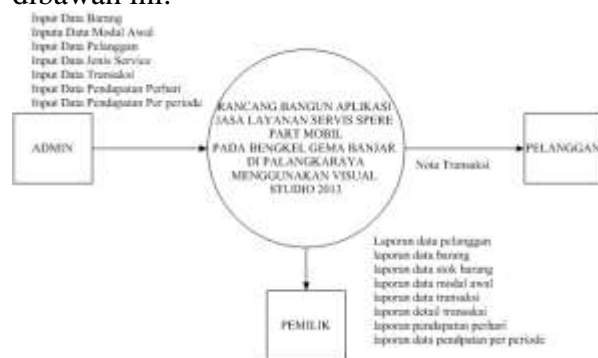 dibawah ini:
Input Data Barang
Inputa Data Modal Awal
Input Data Pelanggan
Input Data Jenis Service
Input Data Transaksi
Input Data Pendapatan Perhari
Input Data Pendapatan Per periode
ADMIN
RANCANG BANGUN APLIKASI
JASA LAYANAN SERVIS SPERE
PART MOBIL
PADA BENGKEL GEMA BANJAR
DI PALANGKARAYA
MENGGUNAKAN VISUAL
STUDIO 2013
Nota Transaksi
PELANGGAN
Laporan data pelanggan
laporan data barang
laporan data stok barang
laporan data modal awal
laporan data transaksi
laporan detail transaksi
laporan pendapatan perhari
laporan data pendpatan per periode
PEMILIK